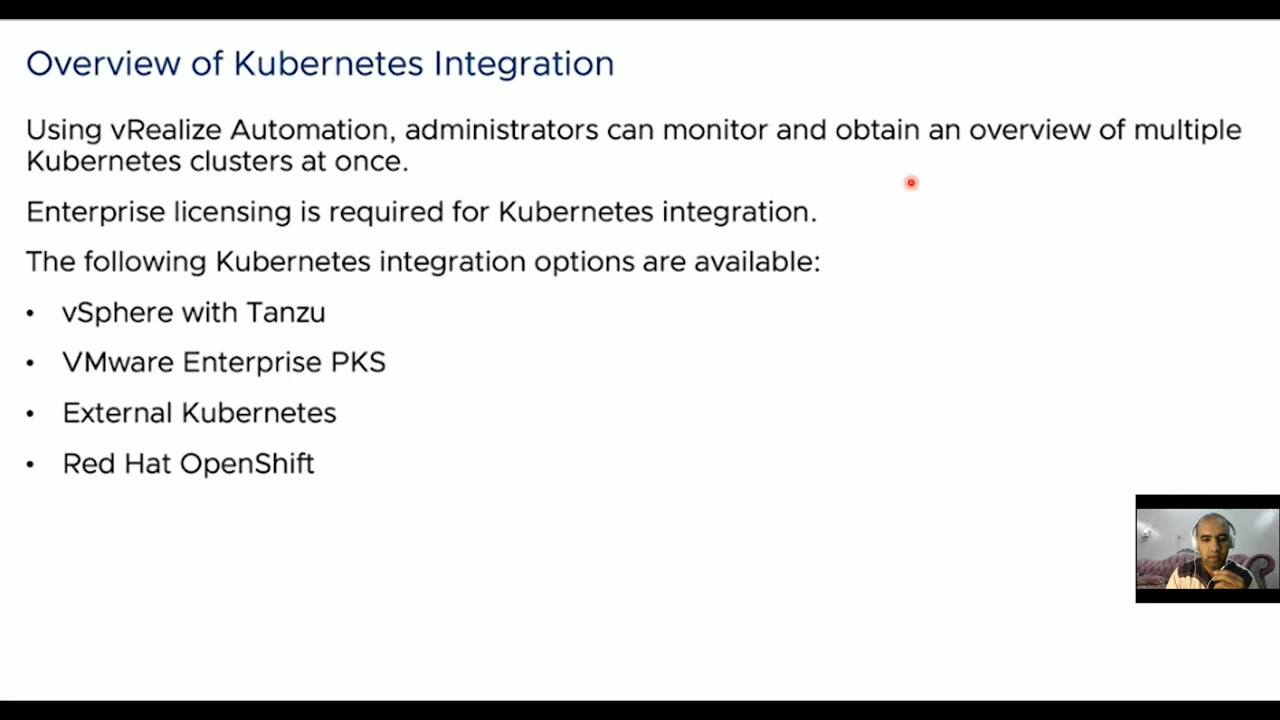 Overview of Kubernetes Integration
Using vRealize Automation, administrators can monitor and obtain an overview of multiple
Kubernetes clusters at once.
Enterprise licensing is required for Kubernetes integration.
The following Kubernetes integration options are available:
• vSphere with Tanzu
• VMware Enterprise PKS
• External Kubernetes
• Red Hat OpenShift